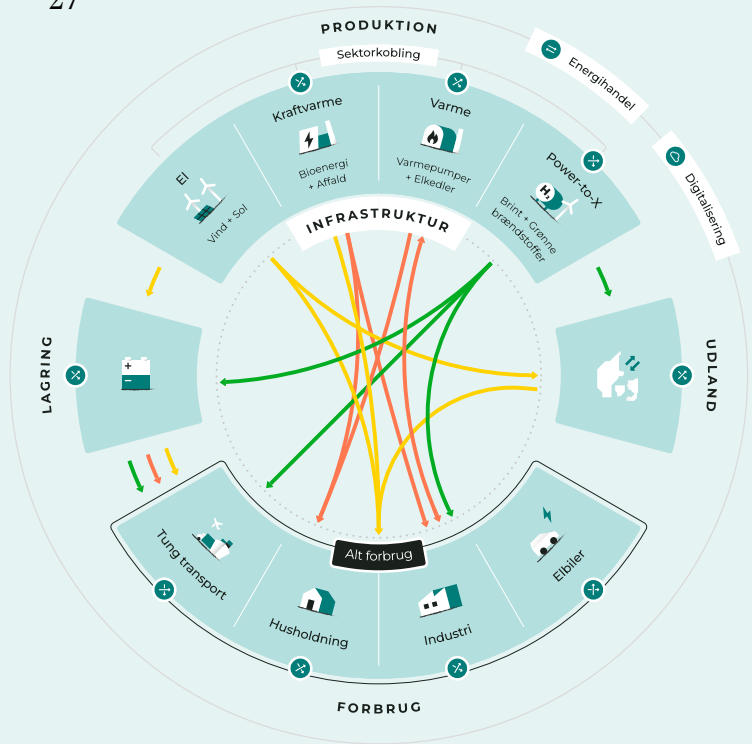 27
PRODUKTION
Sektorkobling
Energihandel
Digitalisering
El
Vind + Sol
Kraftvarme
Bioenergi
+ Affald
Varme
Varmepumper
+ Elkedler
Power-to-X
H₂
Brint + Grønne
brændstoffer
INFRASTRUKTUR
LAGRING
+
−
UDLAND
Alt forbrug
Tung transport
Husholdning
Industri
Elbiler
FORBRUG